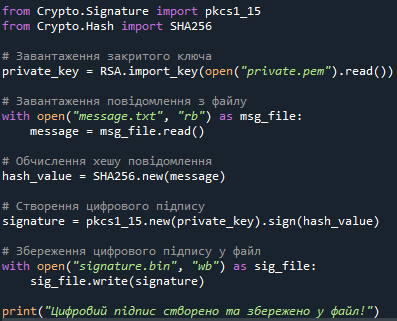 from Crypto.Signature import pkcs1_15
from Crypto.Hash import SHA256

# Завантаження закритого ключа
private_key = RSA.import_key(open("private.pem").read())

# Завантаження повідомлення з файлу
with open("message.txt", "rb") as msg_file:
    message = msg_file.read()

# Обчислення хешу повідомлення
hash_value = SHA256.new(message)

# Створення цифрового підпису
signature = pkcs1_15.new(private_key).sign(hash_value)

# Збереження цифрового підпису у файл
with open("signature.bin", "wb") as sig_file:
    sig_file.write(signature)

print("Цифровий підпис створено та збережено у файл!")